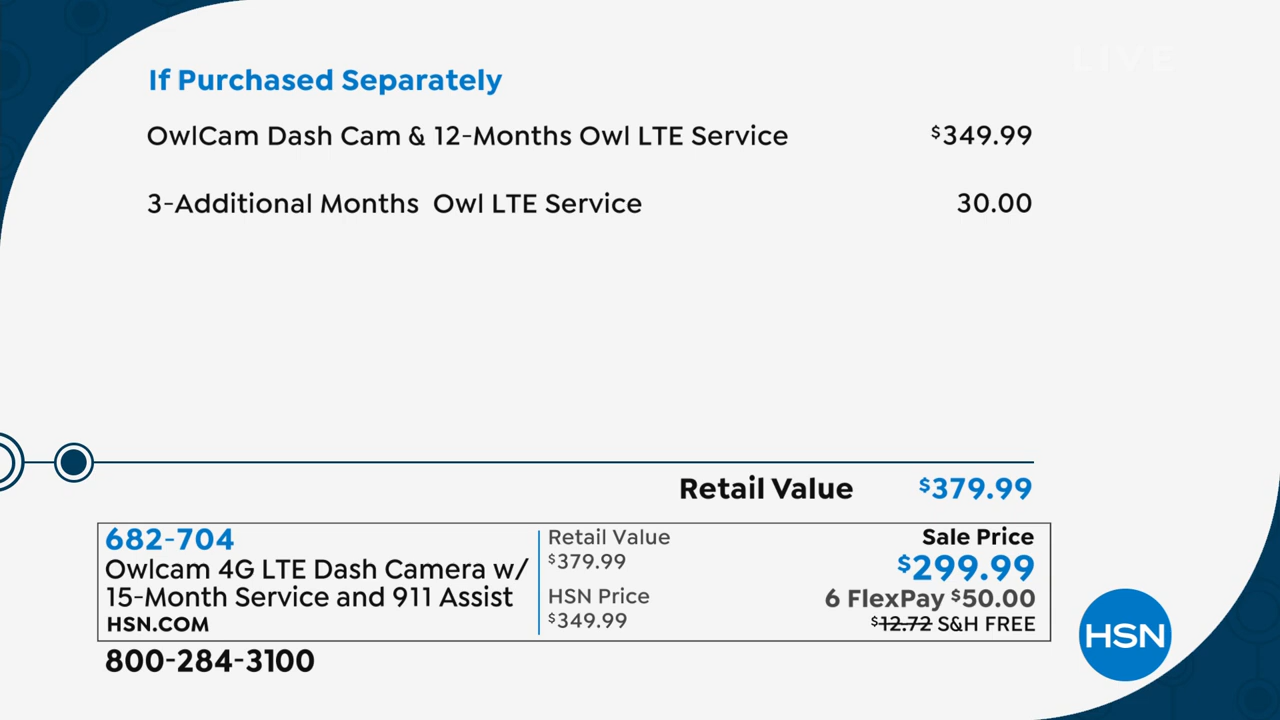 LIVE
If Purchased Separately
OwlCam Dash Cam & 12-Months Owl LTE Service $349.99
3-Additional Months Owl LTE Service 30.00
Retail Value $379.99
682-704
Owlcam 4G LTE Dash Camera w/
15-Month Service and 911 Assist
HSN.COM
Retail Value
$379.99
HSN Price
$349.99
Sale Price
$299.99
6 FlexPay $50.00
$12.72 S&H FREE
800-284-3100
HSN